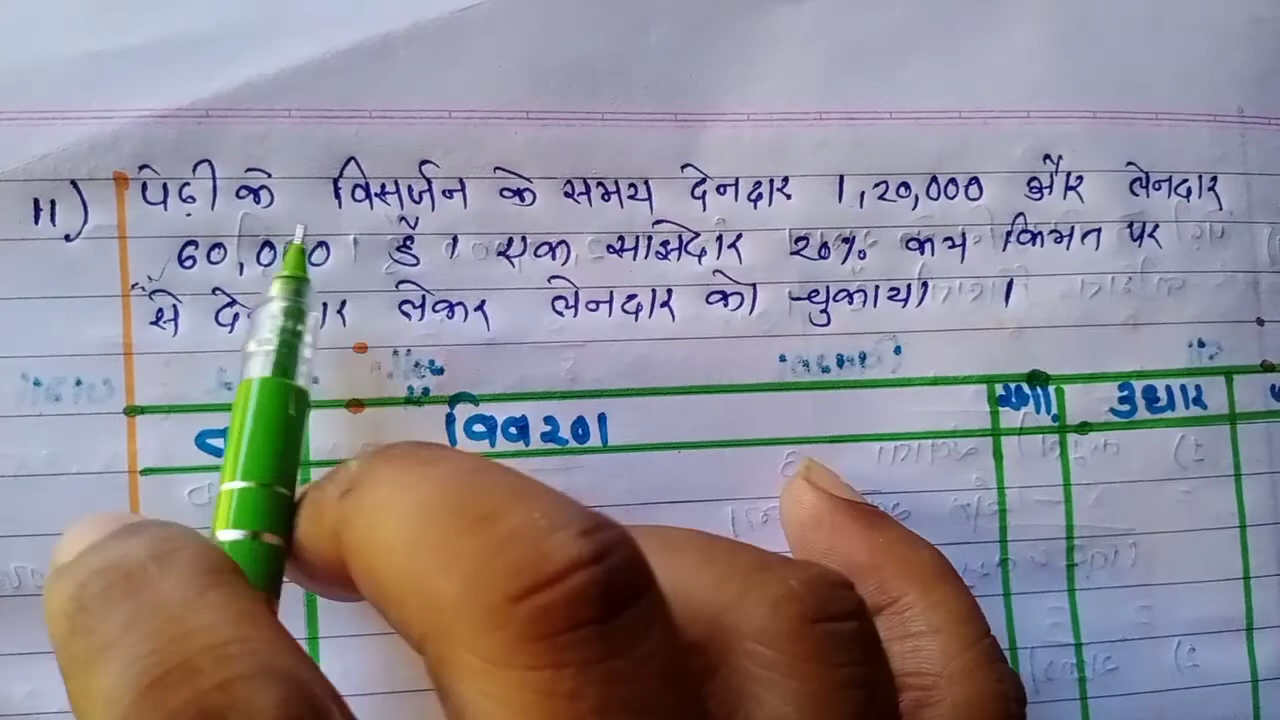 11) पेढ़ी के विसर्जन के समय देनदार 1,20,000 और लेनदार
60,000 है। एक साझेदार 20% कय किमत पर
से लेकर लेनदार को चुकाया ।
विवरण उधार